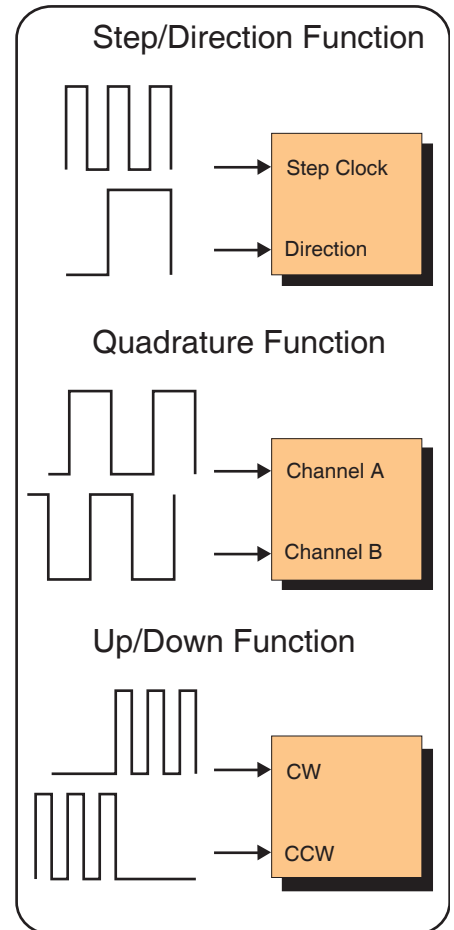 Step/Direction Function
Step Clock
Direction
Quadrature Function
Channel A
Channel B
Up/Down Function
CW
CCW